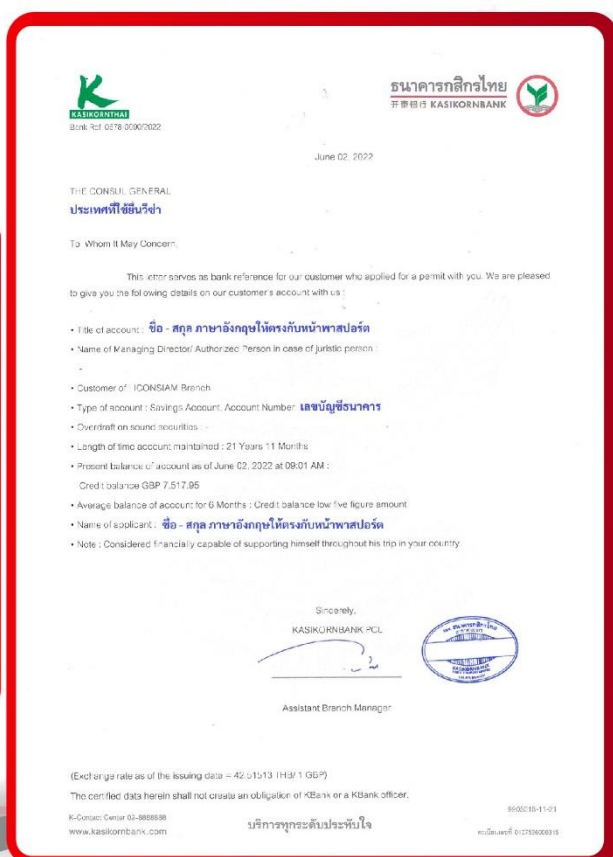 KASIKORNTHAI
Bank Ref. 0578-0090/2022
ธนาคารกสิกรไทย
开泰银行 KASIKORNBANK
June 02, 2022
THE CONSUL GENERAL
ประเทศที่ใช้ยื่นวีซ่า
To Whom It May Concern,
This letter serves as bank reference for our customer who applied for a permit with you. We are pleased
to give you the following details on our customer's account with us :
• Title of account : ชื่อ - สกุล ภาษาอังกฤษให้ตรงกับหน้าพาสปอร์ต
• Name of Managing Director/ Authorized Person in case of juristic person :
-
• Customer of : ICONSIAM Branch
• Type of account : Savings Account, Account Number เลขบัญชีธนาคาร
• Overdraft on sound securities : -
• Length of time account maintained : 21 Years 11 Months
• Present balance of account as of June 02, 2022 at 09:01 AM :
Credit balance GBP 7,517.95
• Average balance of account for 6 Months : Credit balance low five figure amount
• Name of applicant : ชื่อ - สกุล ภาษาอังกฤษให้ตรงกับหน้าพาสปอร์ต
• Note : Considered financially capable of supporting himself throughout his trip in your country
Sincerely,
KASIKORNBANK PCL
Assistant Branch Manager
(Exchange rate as of the issuing date = 42.51513 THB/ 1 GBP)
The certified data herein shall not create an obligation of KBank or a KBank officer.
K-Contact Center 02-8888888
www.kasikornbank.com
บริการทุกระดับประทับใจ
ทะเบียนเลขที่ 0107536000315